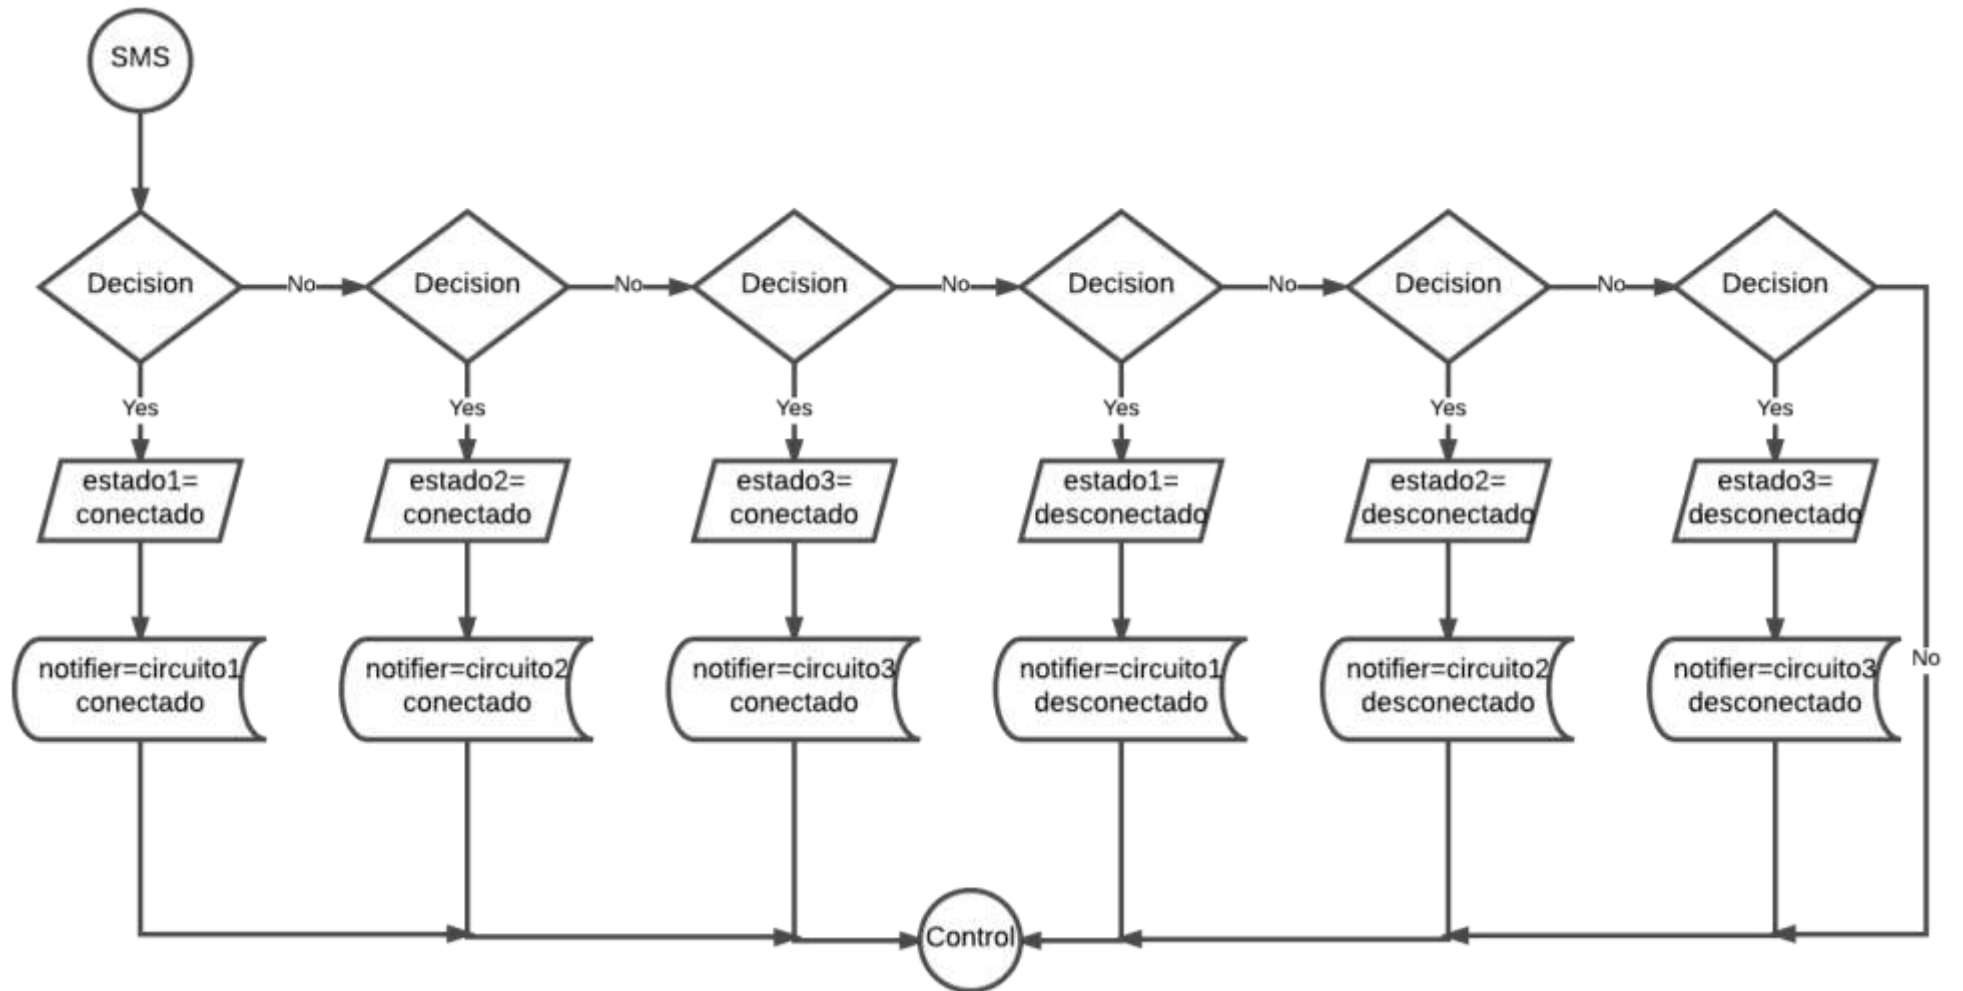 SMS
Decision
No
Decision
No
Decision
No
Decision
No
Decision
No
Decision
Yes
Yes
Yes
Yes
Yes
Yes
estado1=
conectado
estado2=
conectado
estado3=
conectado
estado1=
desconectado
estado2=
desconectado
estado3=
desconectado
notifier=circuito1
conectado
notifier=circuito2
conectado
notifier=circuito3
conectado
notifier=circuito1
desconectado
notifier=circuito2
desconectado
notifier=circuito3
desconectado
No
Control